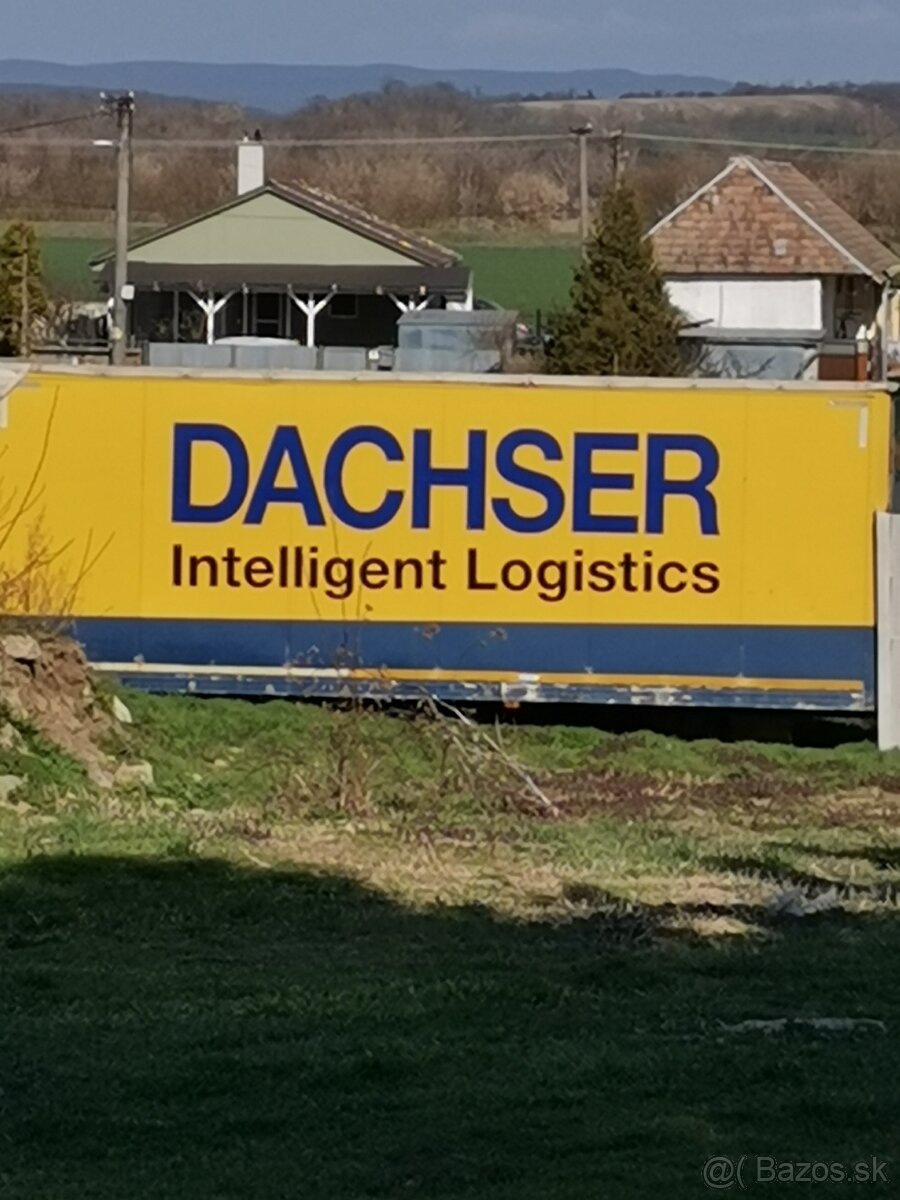 DACHSER
Intelligent Logistics
@( Bazos.sk